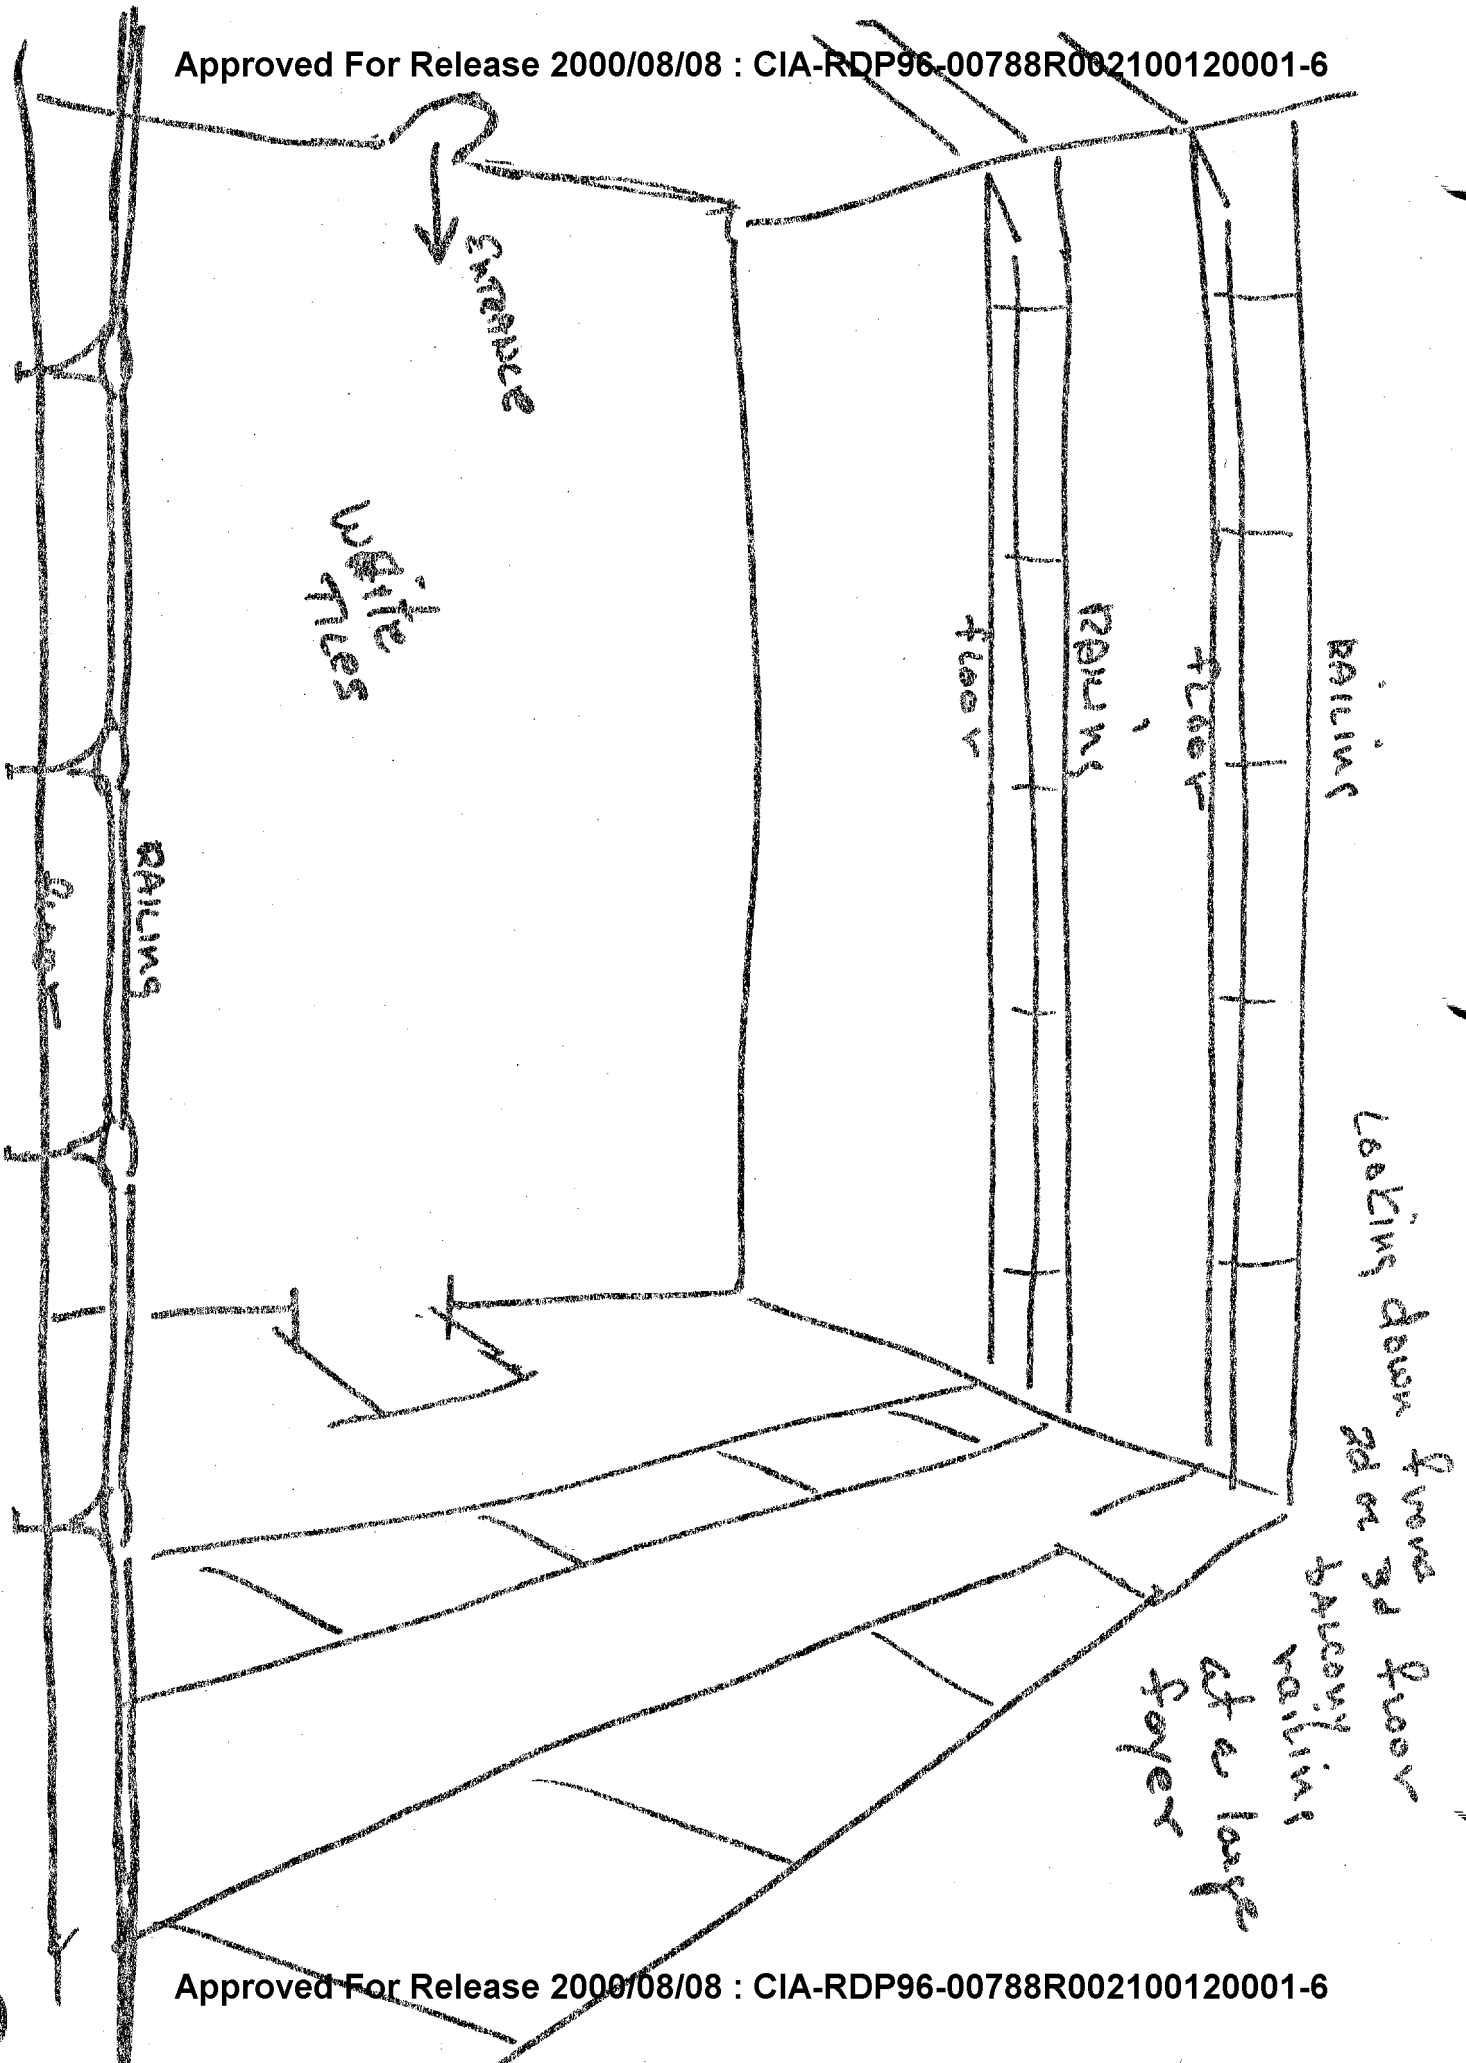 Approved For Release 2000/08/08 : CIA-RDP96-00788R002100120001-6
Looking down from
2d or 3d floor
balcony
railing
at a large
foyer
RAiLing
fLoor
RAiLing
fLoor
ENTRANCE
White
TiLes
RAiLing
floor
Approved For Release 2000/08/08 : CIA-RDP96-00788R002100120001-6